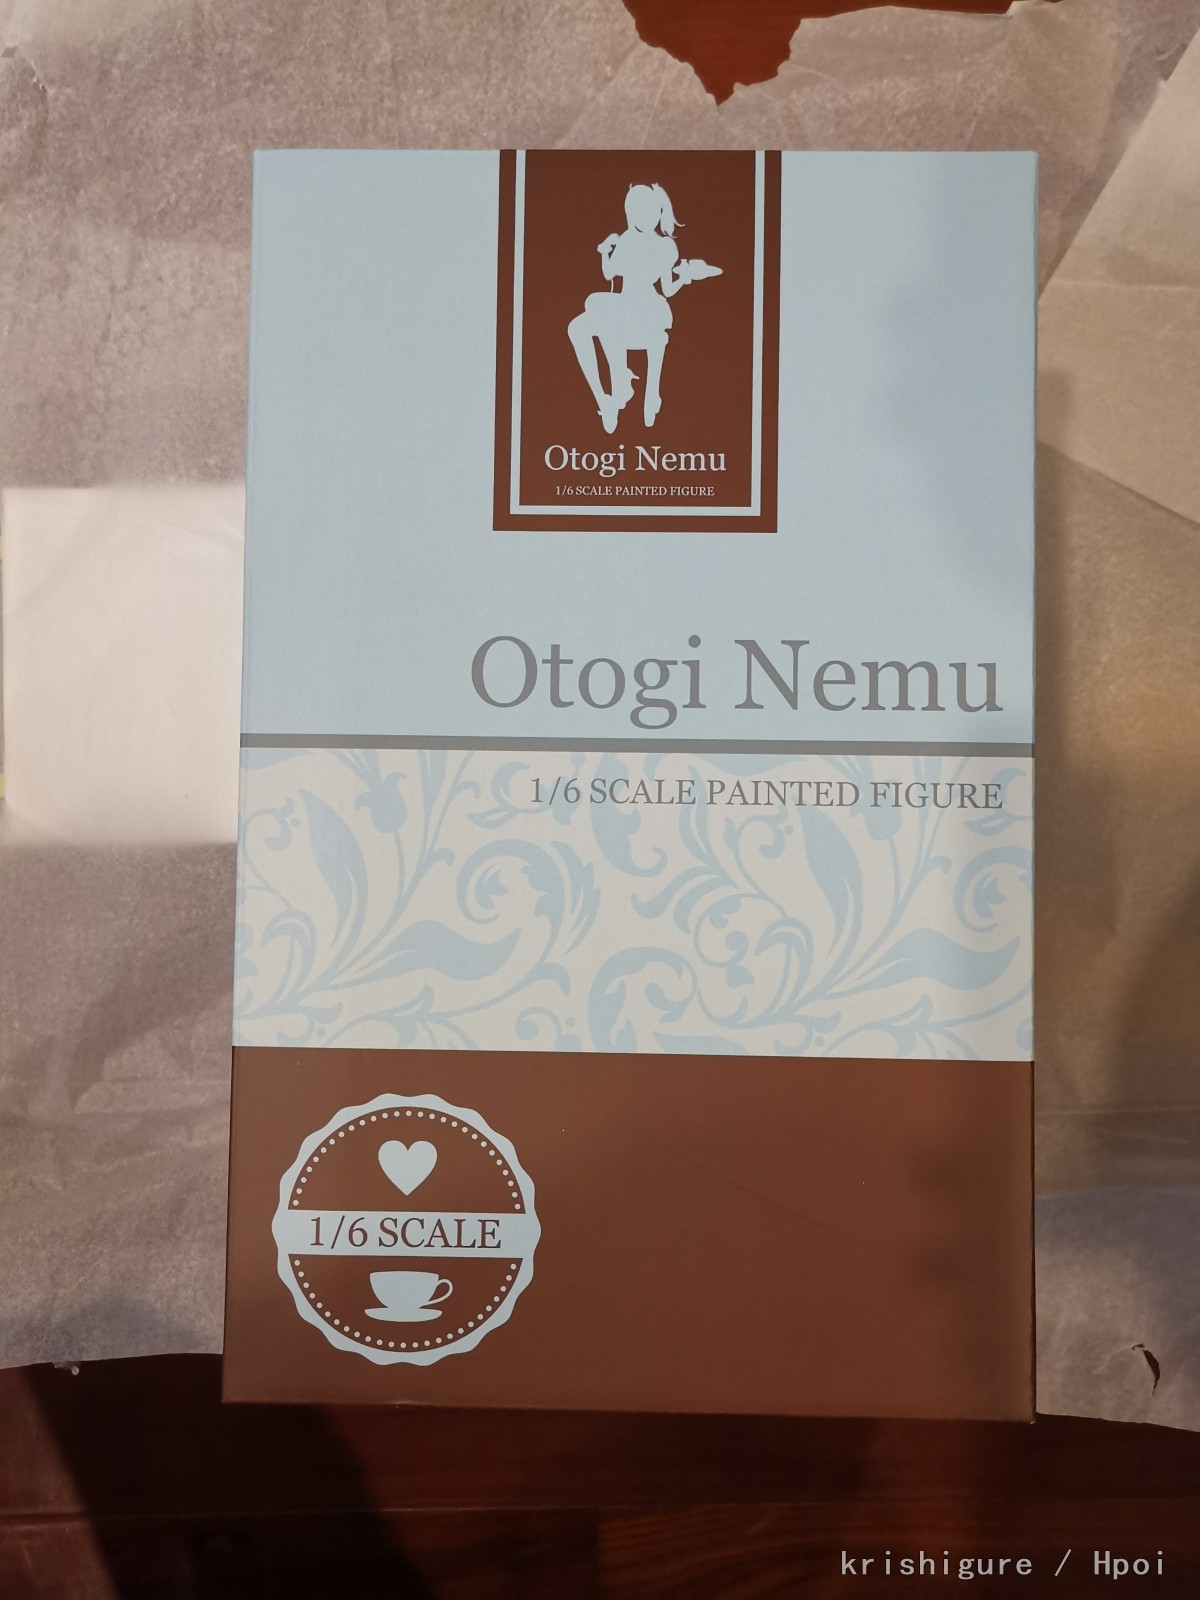 Otogi Nemu
1/6 SCALE PAINTED FIGURE
Otogi Nemu
1/6 SCALE PAINTED FIGURE
1/6 SCALE
krishigure / Hpoi